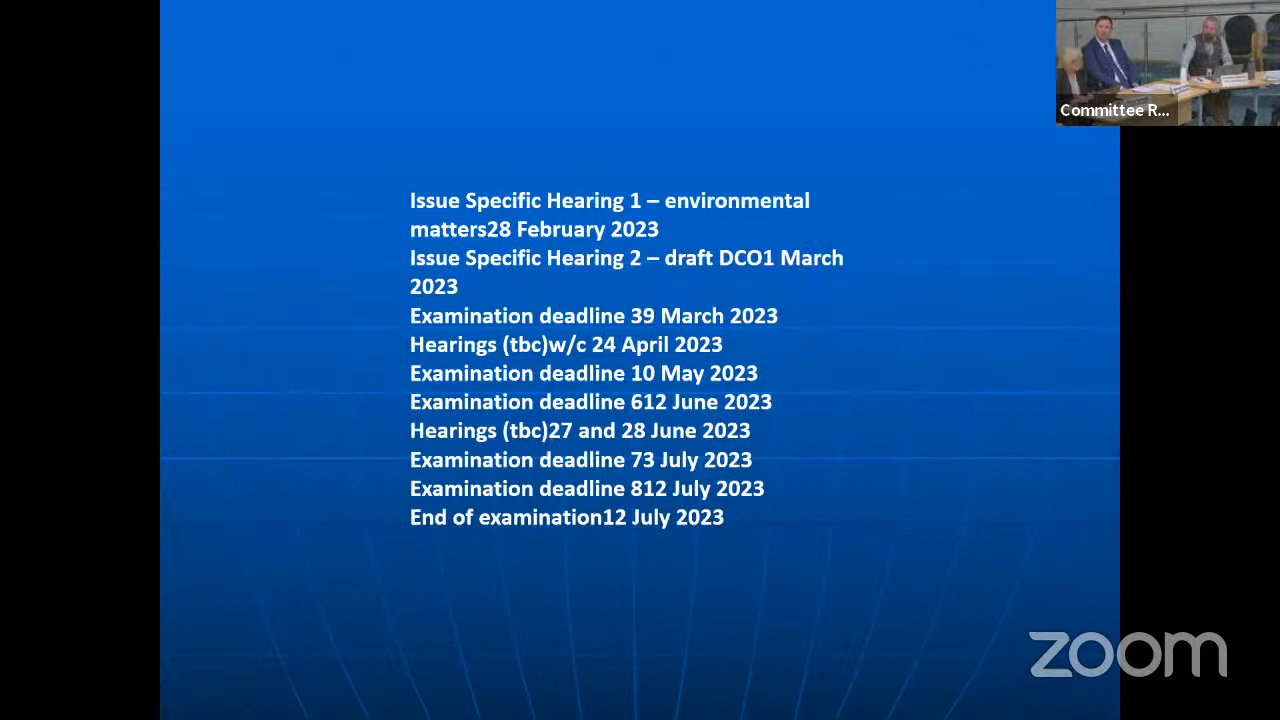 Committee R...
Issue Specific Hearing 1 – environmental
matters28 February 2023
Issue Specific Hearing 2 – draft DCO1 March
2023
Examination deadline 39 March 2023
Hearings (tbc)w/c 24 April 2023
Examination deadline 10 May 2023
Examination deadline 612 June 2023
Hearings (tbc)27 and 28 June 2023
Examination deadline 73 July 2023
Examination deadline 812 July 2023
End of examination12 July 2023
zoom